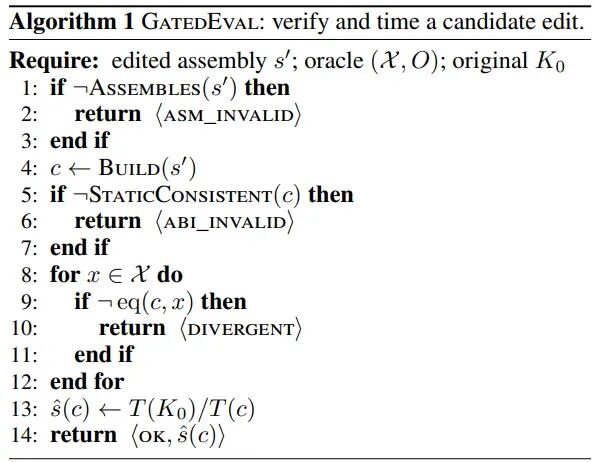 Algorithm 1 GATEDEVAL: verify and time a candidate edit.
Require: edited assembly s′; oracle (𝒳, O); original K₀
1: if ¬ASSEMBLES(s′) then
2: return ⟨ASM_INVALID⟩
3: end if
4: c ← BUILD(s′)
5: if ¬STATICCONSISTENT(c) then
6: return ⟨ABI_INVALID⟩
7: end if
8: for x ∈ 𝒳 do
9: if ¬ eq(c, x) then
10: return ⟨DIVERGENT⟩
11: end if
12: end for
13: ŝ(c) ← T(K₀)/T(c)
14: return ⟨OK, ŝ(c)⟩